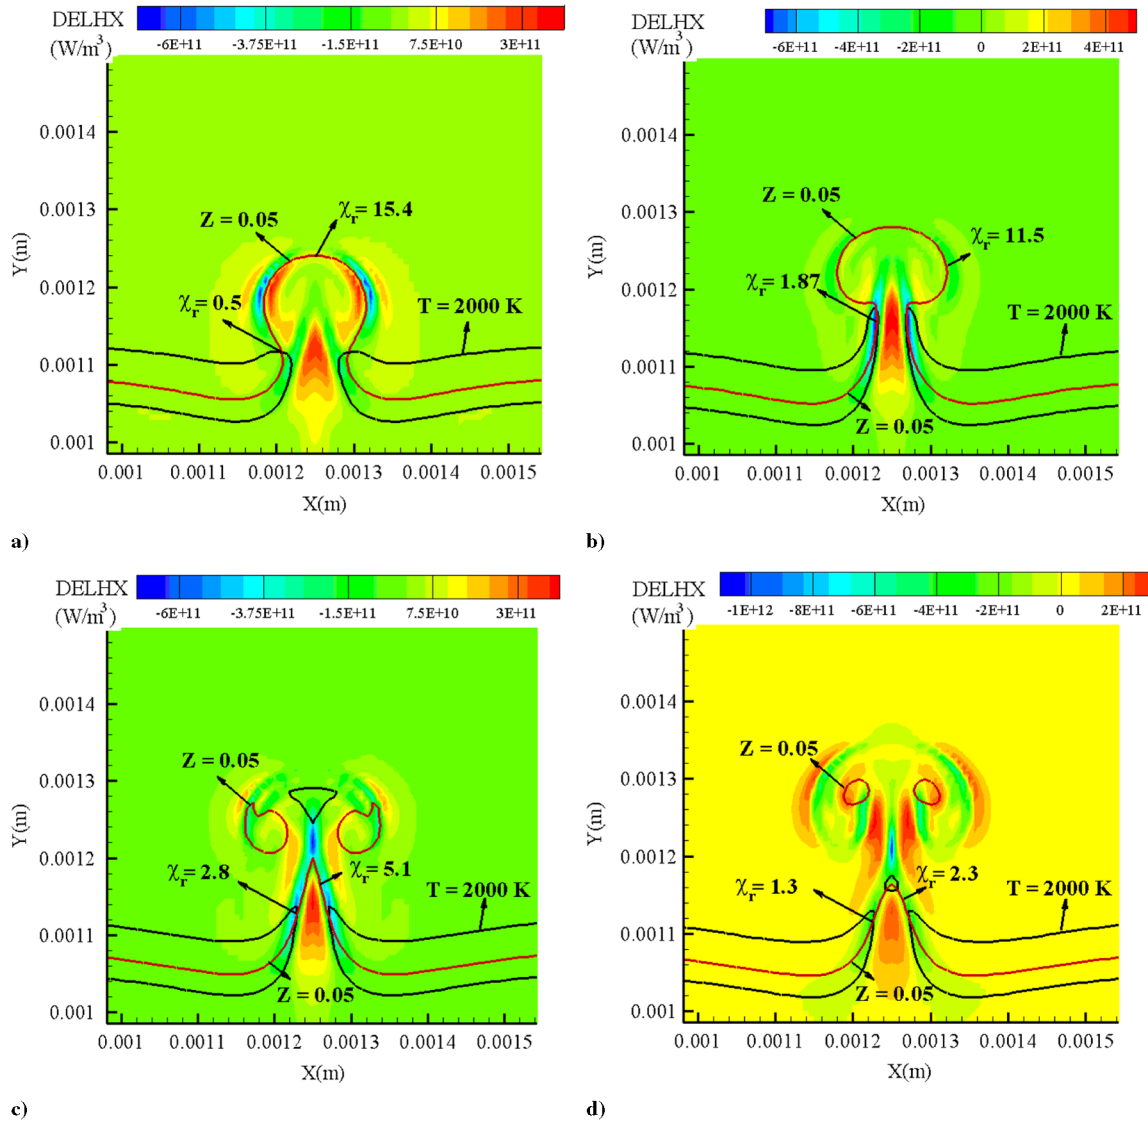 DELHX
(W/m³)
-6E+11 -3.75E+11 -1.5E+11 7.5E+10 3E+11
Y(m)
0.0014
0.0013
0.0012
0.0011
0.001
Z = 0.05
χr= 15.4
χr= 0.5
T = 2000 K
0.001 0.0011 0.0012 0.0013 0.0014 0.0015
X(m)
a)
DELHX
(W/m³)
-6E+11 -4E+11 -2E+11 0 2E+11 4E+11
Y(m)
0.0014
0.0013
0.0012
0.0011
0.001
Z = 0.05
χr= 11.5
χr= 1.87
T = 2000 K
Z = 0.05
0.001 0.0011 0.0012 0.0013 0.0014 0.0015
X(m)
b)
DELHX
(W/m³)
-6E+11 -3.75E+11 -1.5E+11 7.5E+10 3E+11
Y(m)
0.0014
0.0013
0.0012
0.0011
0.001
Z = 0.05
χr= 2.8
χr= 5.1
T = 2000 K
Z = 0.05
0.001 0.0011 0.0012 0.0013 0.0014 0.0015
X(m)
c)
DELHX
(W/m³)
-1E+12 -8E+11 -6E+11 -4E+11 -2E+11 0 2E+11
Y(m)
0.0014
0.0013
0.0012
0.0011
0.001
Z = 0.05
χr= 1.3
χr= 2.3
T = 2000 K
Z = 0.05
0.001 0.0011 0.0012 0.0013 0.0014 0.0015
X(m)
d)